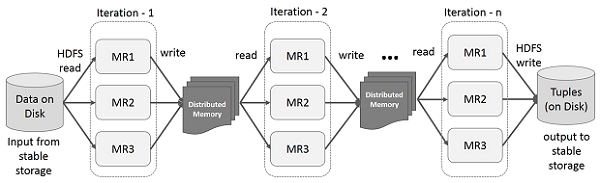 Iteration - 1
Iteration - 2
Iteration - n
HDFS
read
MR1
write
read
MR1
write
...
read
MR1
HDFS
write
Data on
Disk
MR2
Distributed
Memory
MR2
Distributed
Memory
MR2
Tuples
(on Disk)
Input from
stable
storage
MR3
MR3
MR3
output to
stable
storage